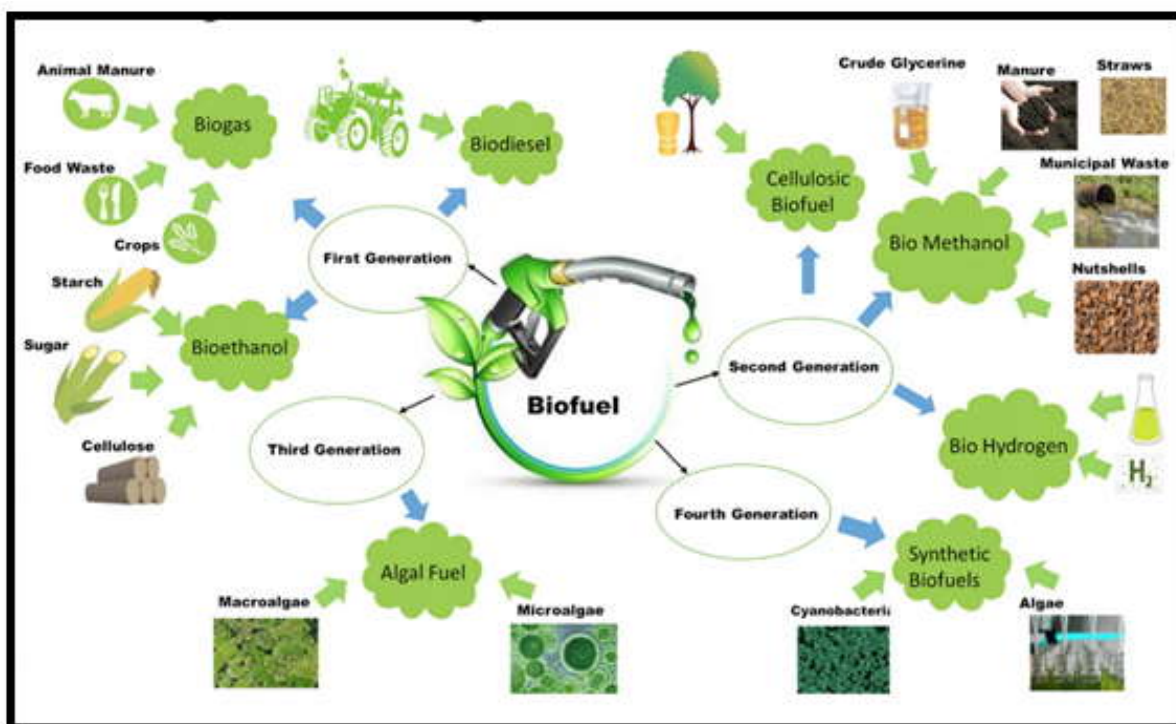 Animal Manure
Biogas
Food Waste
Crops
Biodiesel
Starch
Sugar
Bioethanol
Cellulose
First Generation
Biofuel
Third Generation
Algal Fuel
Macroalgae
Microalgae
Cellulosic
Biofuel
Crude Glycerine
Manure
Straws
Municipal Waste
Bio Methanol
Nutshells
Second Generation
Bio Hydrogen
H2
Fourth Generation
Synthetic
Biofuels
Cyanobacteria
Algae